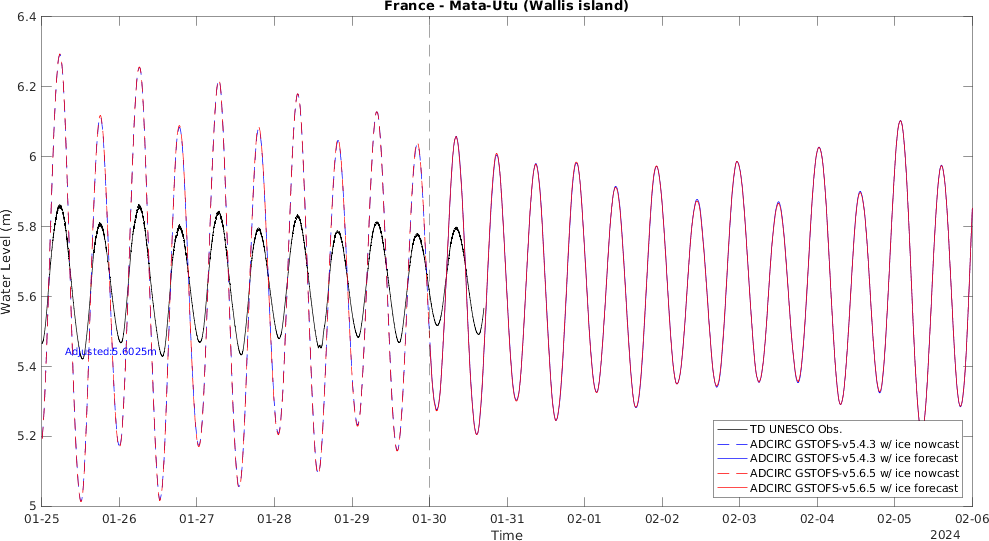 France - Mata-Utu (Wallis island)
6.4
6.2
6
5.8
5.6
5.4
5.2
5
Water Level (m)
Adjusted:5.6025m
TD UNESCO Obs.
ADCIRC GSTOFS-v5.4.3 w/ ice nowcast
ADCIRC GSTOFS-v5.4.3 w/ ice forecast
ADCIRC GSTOFS-v5.6.5 w/ ice nowcast
ADCIRC GSTOFS-v5.6.5 w/ ice forecast
01-25 01-26 01-27 01-28 01-29 01-30 01-31 02-01 02-02 02-03 02-04 02-05 02-06
Time
2024